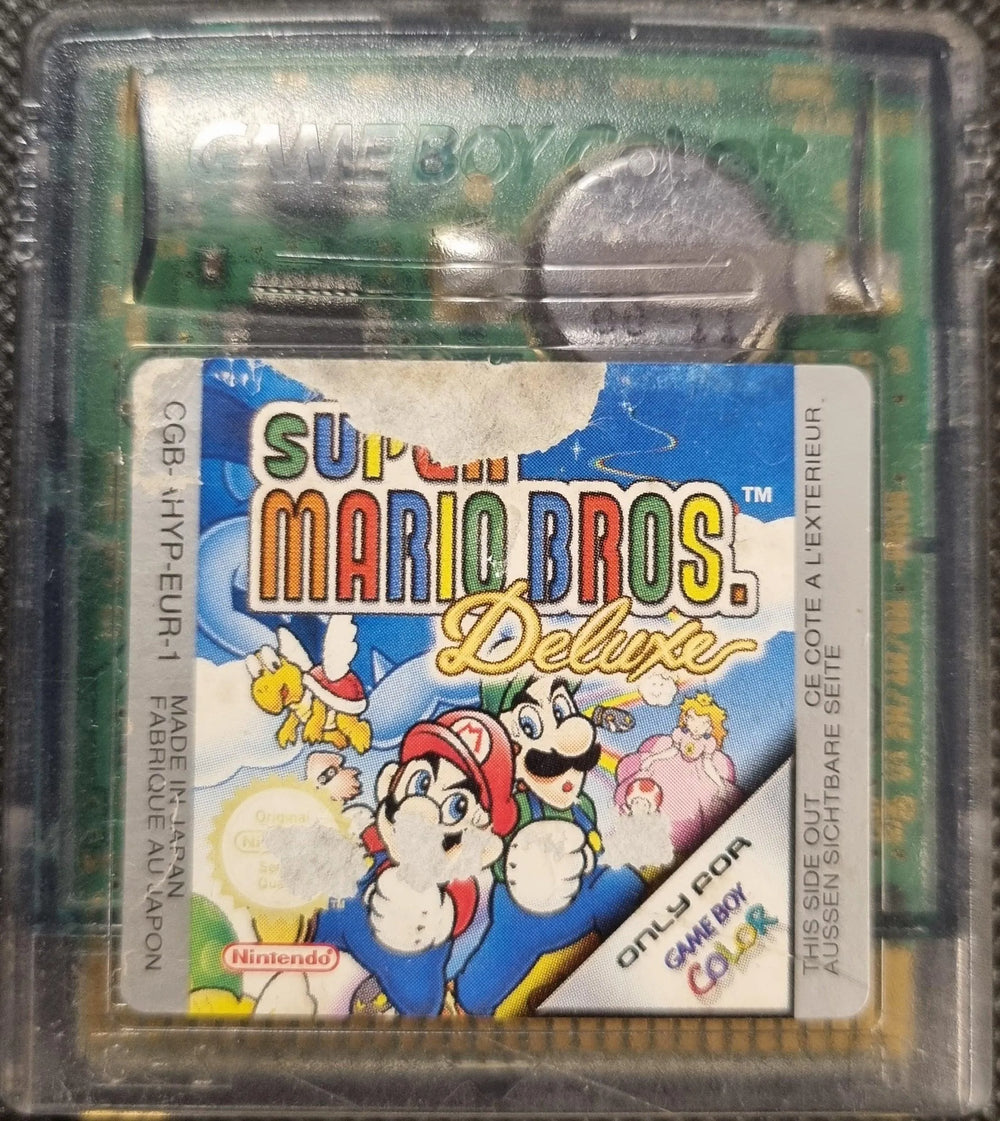 GAME BOY COLOR
SUPER
MARIO BROS.™
Deluxe
CGB-AHYP-EUR-1
MADE IN JAPAN
FABRIQUE AU JAPON
M
Original
Nintendo
ONLY FOR
GAME BOY
COLOR
THIS SIDE OUT CE COTE A L'EXTERIEUR.
AUSSEN SICHTBARE SEITE